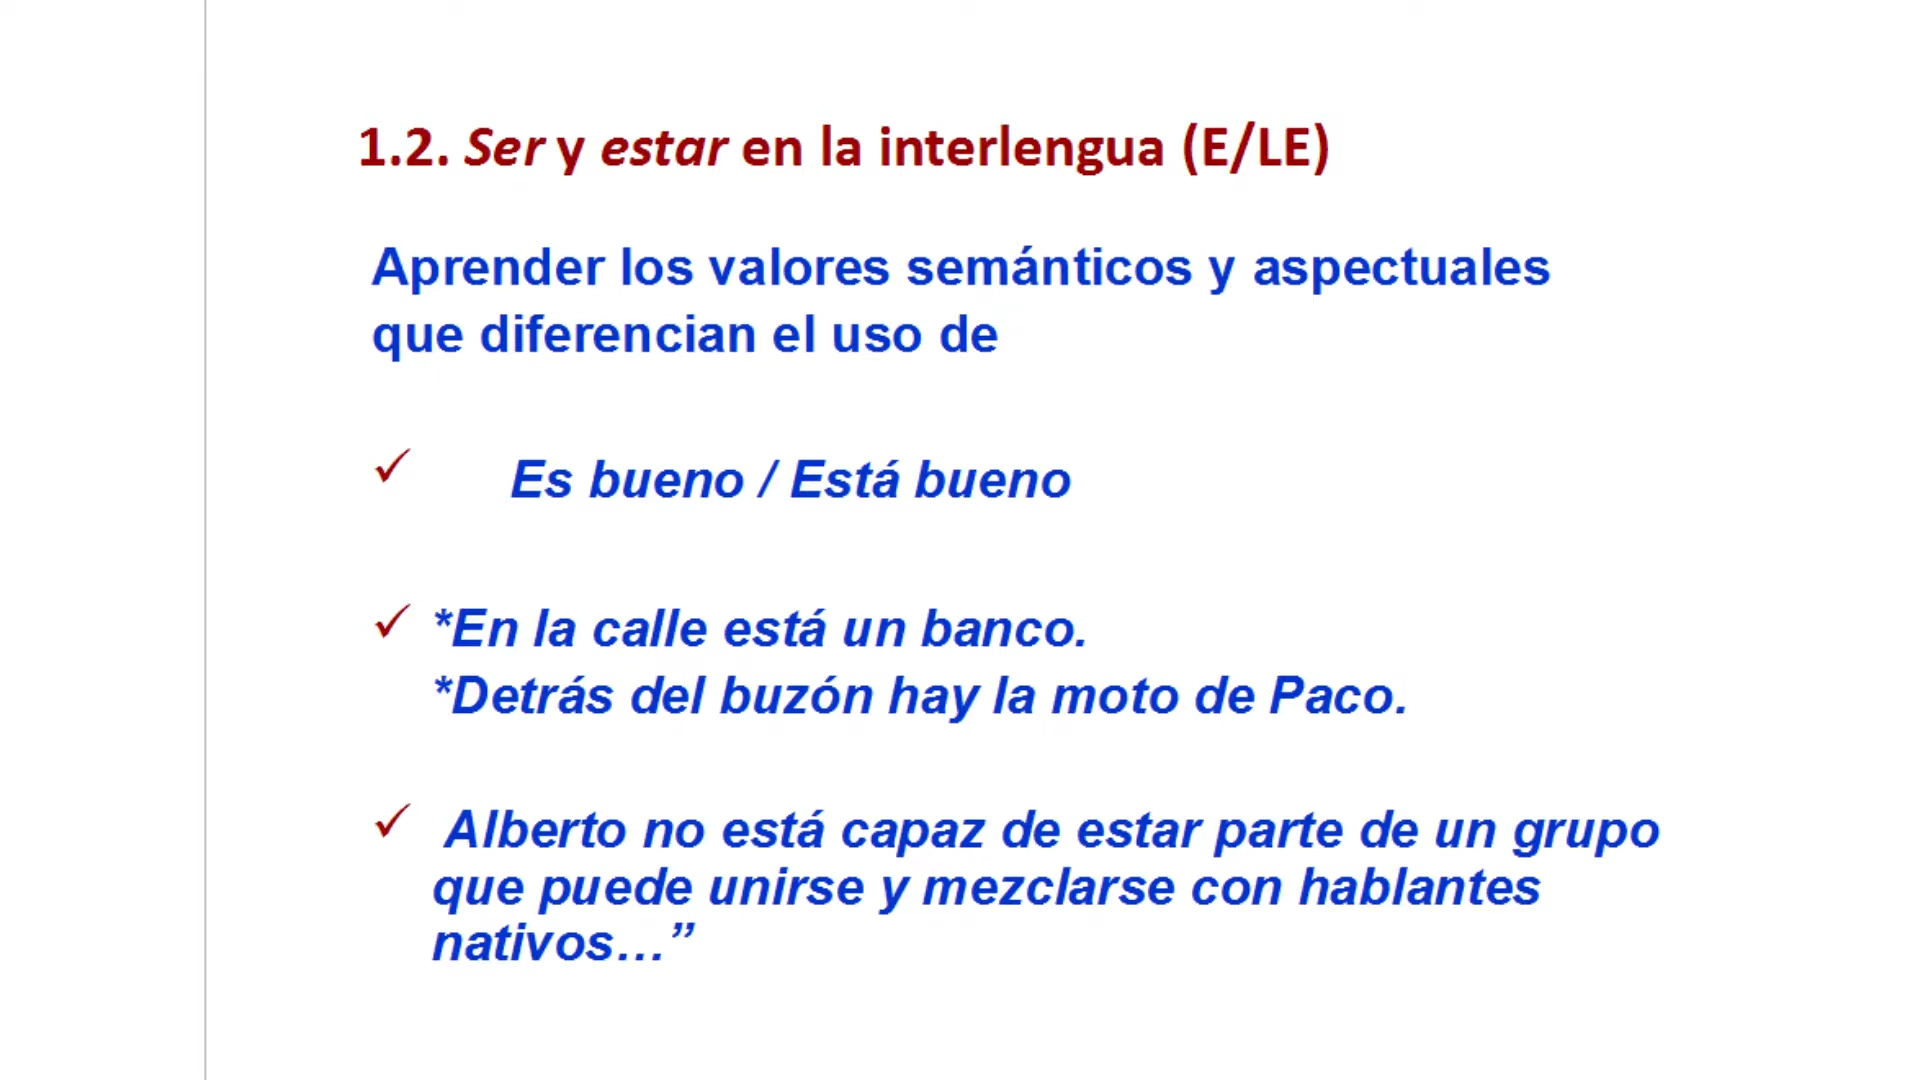 1.2. Ser y estar en la interlengua (E/LE)
Aprender los valores semánticos y aspectuales
que diferencian el uso de
✓ Es bueno / Está bueno
✓ *En la calle está un banco.
*Detrás del buzón hay la moto de Paco.
✓ Alberto no está capaz de estar parte de un grupo
que puede unirse y mezclarse con hablantes
nativos…”